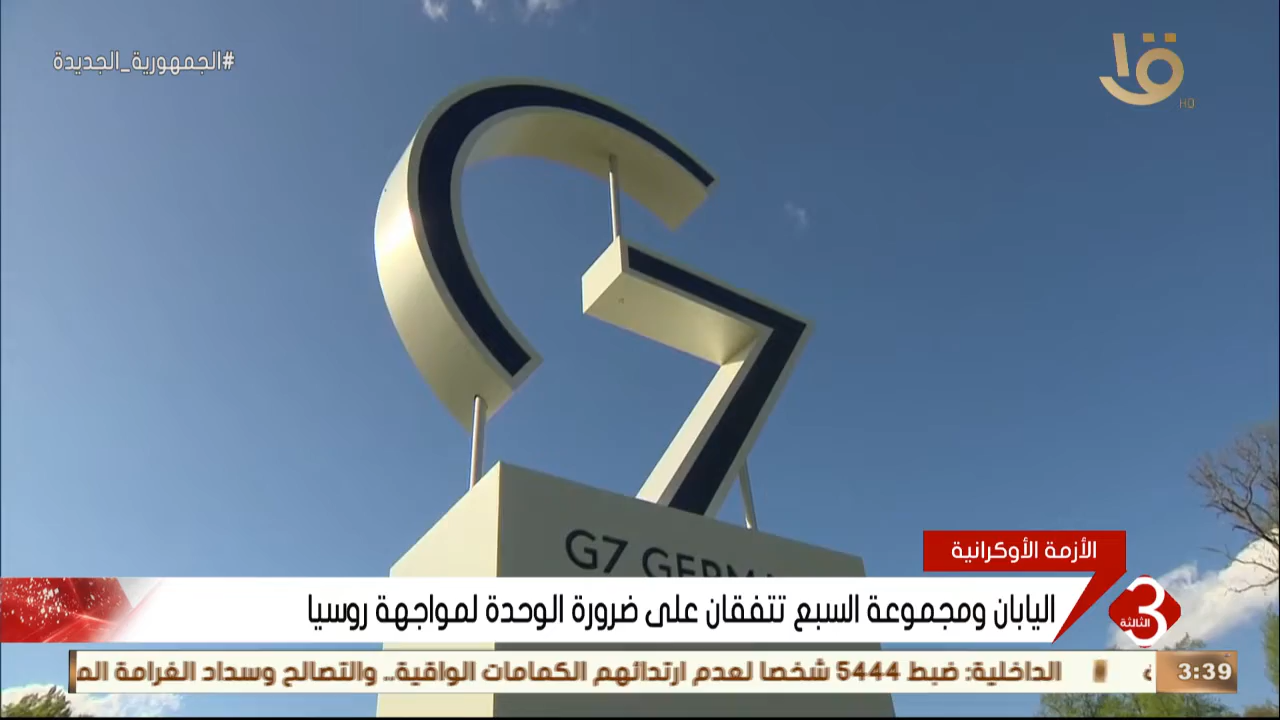 #الجمهورية_الجديدة
HD
G7 GERMA
الأزمة الأوكرانية
اليابان ومجموعة السبع تتفقان على ضرورة الوحدة لمواجهة روسيا
3 الثالثة
الداخلية: ضبط 5444 شخصا لعدم ارتدائهم الكمامات الواقية.. والتصالح وسداد الغرامة الم
3:39